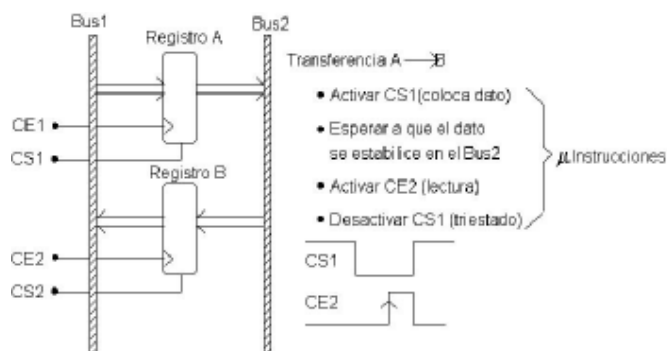 Bus1
Bus2
Registro A
CE1
CS1
Registro B
CE2
CS2
Transferencia A → B
• Activar CS1 (coloca dato)
• Esperar a que el dato
se estabilice en el Bus2
• Activar CE2 (lectura)
• Desactivar CS1 (triestado)
μInstrucciones
CS1
CE2